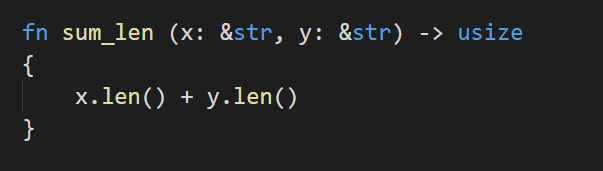 fn sum_len (x: &str, y: &str) -> usize
{
    x.len() + y.len()
}